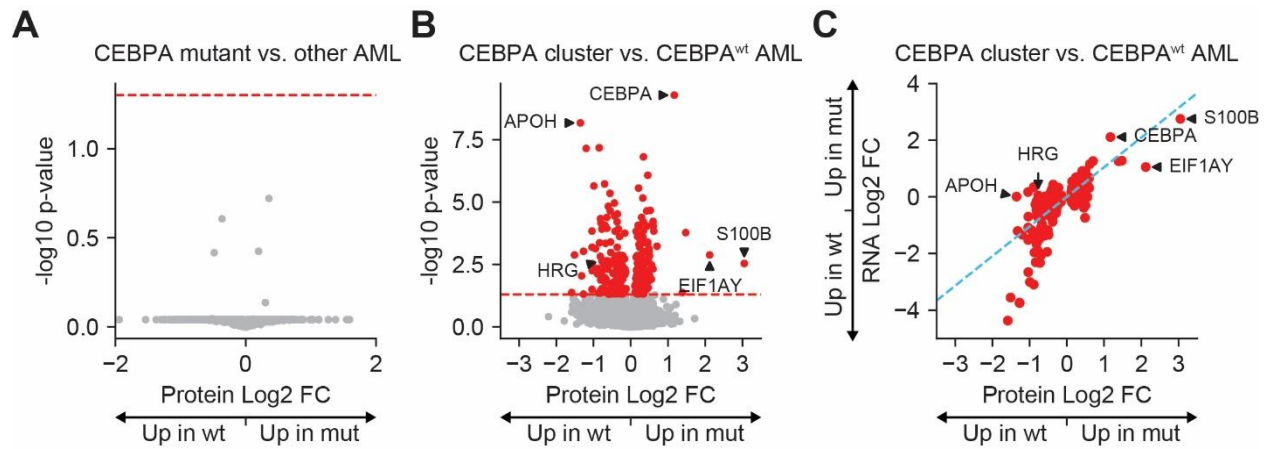 A
CEBPA mutant vs. other AML
-log10 p-value
1.0
0.5
0.0
−2
0
2
Protein Log2 FC
Up in wt
Up in mut
B
CEBPA cluster vs. CEBPAwt AML
-log10 p-value
7.5
5.0
2.5
0.0
CEBPA
APOH
S100B
HRG
EIF1AY
−3
−2
−1
0
1
2
3
Protein Log2 FC
Up in wt
Up in mut
C
CEBPA cluster vs. CEBPAwt AML
Up in mut
Up in wt
RNA Log2 FC
4
2
0
−2
−4
S100B
CEBPA
HRG
EIF1AY
APOH
−3
−2
−1
0
1
2
3
Protein Log2 FC
Up in wt
Up in mut